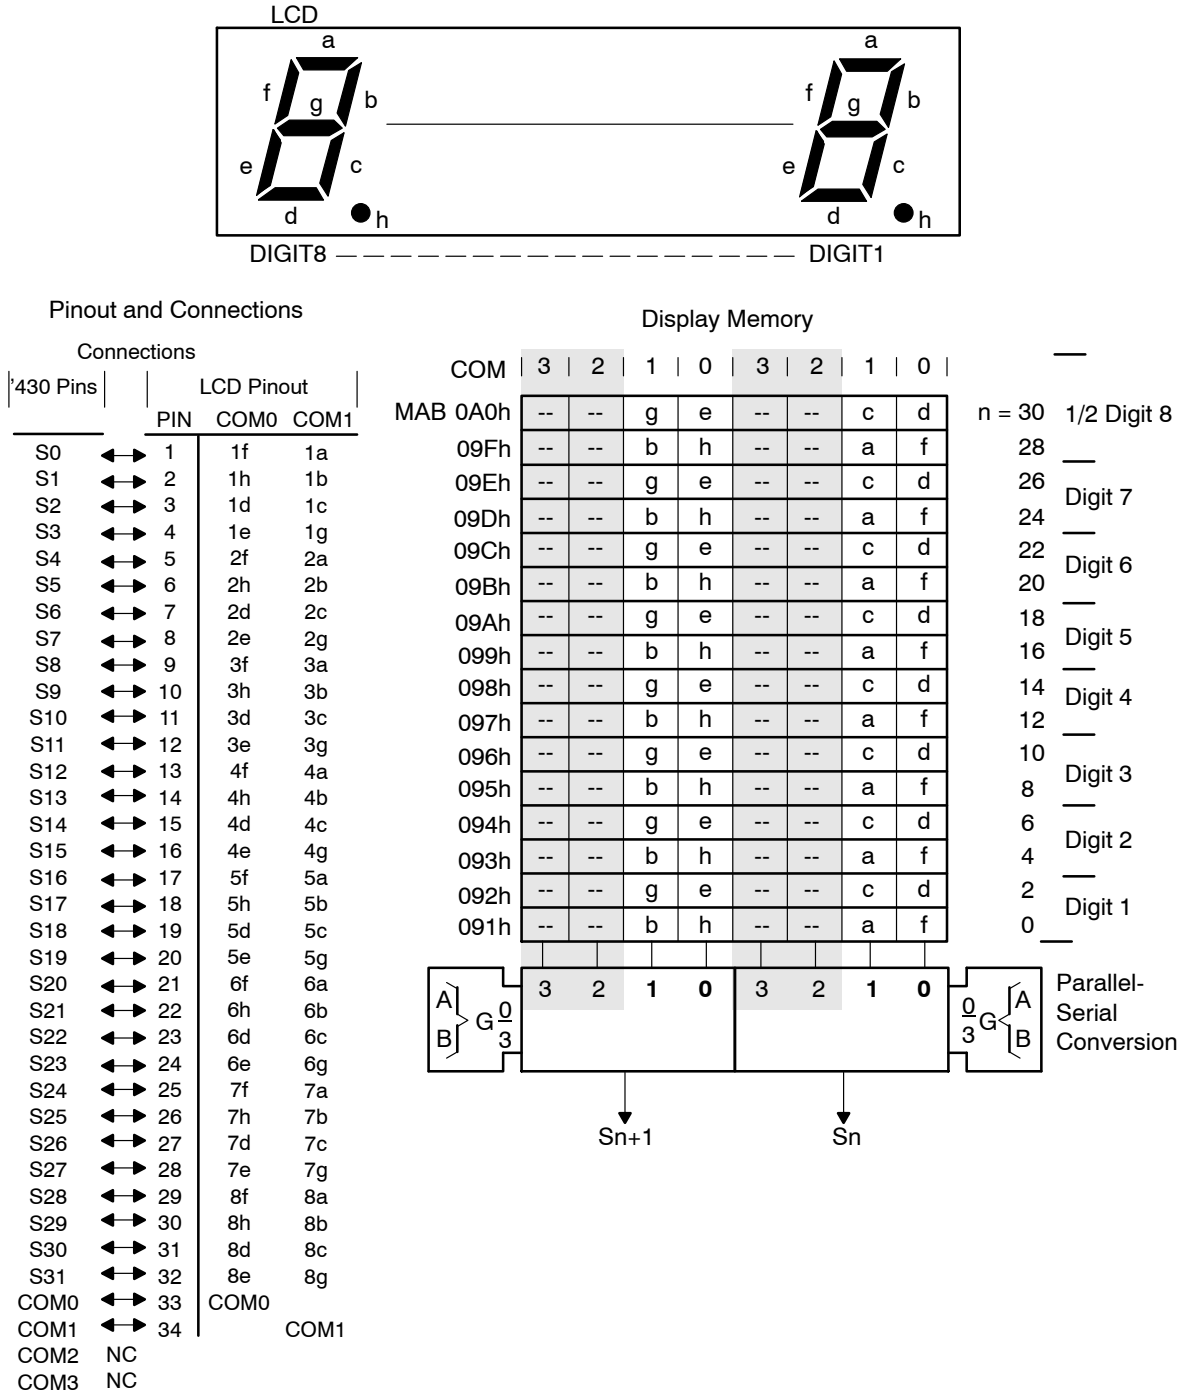 LCD
a a
f g b f g b
e c e c
d h d h
DIGIT8 DIGIT1
Pinout and Connections
Connections
'430 Pins LCD Pinout
PIN COM0 COM1
S0 1 1f 1a
S1 2 1h 1b
S2 3 1d 1c
S3 4 1e 1g
S4 5 2f 2a
S5 6 2h 2b
S6 7 2d 2c
S7 8 2e 2g
S8 9 3f 3a
S9 10 3h 3b
S10 11 3d 3c
S11 12 3e 3g
S12 13 4f 4a
S13 14 4h 4b
S14 15 4d 4c
S15 16 4e 4g
S16 17 5f 5a
S17 18 5h 5b
S18 19 5d 5c
S19 20 5e 5g
S20 21 6f 6a
S21 22 6h 6b
S22 23 6d 6c
S23 24 6e 6g
S24 25 7f 7a
S25 26 7h 7b
S26 27 7d 7c
S27 28 7e 7g
S28 29 8f 8a
S29 30 8h 8b
S30 31 8d 8c
S31 32 8e 8g
COM0 33 COM0
COM1 34 COM1
COM2 NC
COM3 NC
Display Memory
COM 3 2 1 0 3 2 1 0
MAB 0A0h -- -- g e -- -- c d n = 30 1/2 Digit 8
09Fh -- -- b h -- -- a f 28
09Eh -- -- g e -- -- c d 26
Digit 7
09Dh -- -- b h -- -- a f 24
09Ch -- -- g e -- -- c d 22
Digit 6
09Bh -- -- b h -- -- a f 20
09Ah -- -- g e -- -- c d 18
Digit 5
099h -- -- b h -- -- a f 16
098h -- -- g e -- -- c d 14
Digit 4
097h -- -- b h -- -- a f 12
096h -- -- g e -- -- c d 10
Digit 3
095h -- -- b h -- -- a f 8
094h -- -- g e -- -- c d 6
Digit 2
093h -- -- b h -- -- a f 4
092h -- -- g e -- -- c d 2
Digit 1
091h -- -- b h -- -- a f 0
3 2 1 0 3 2 1 0
A B G 0 3
0 3 G A B
Parallel-
Serial
Conversion
Sn+1 Sn